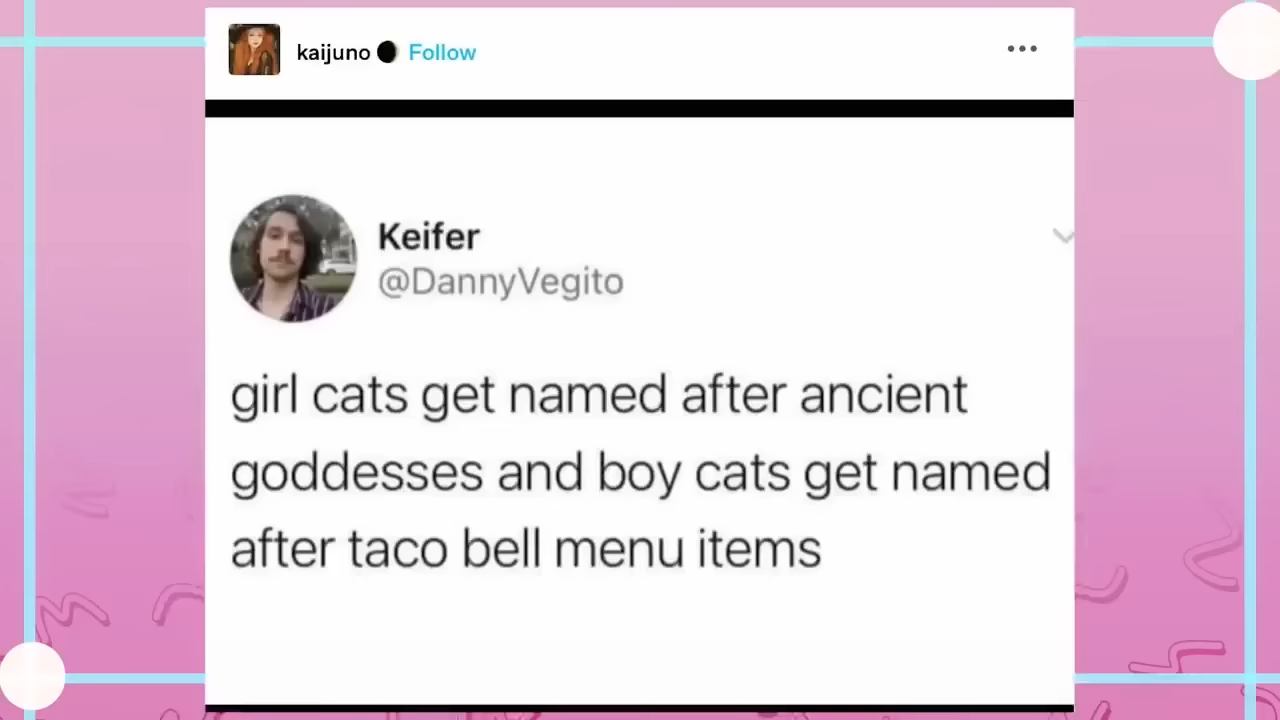 kaijuno Follow
Keifer
@DannyVegito
girl cats get named after ancient
goddesses and boy cats get named
after taco bell menu items